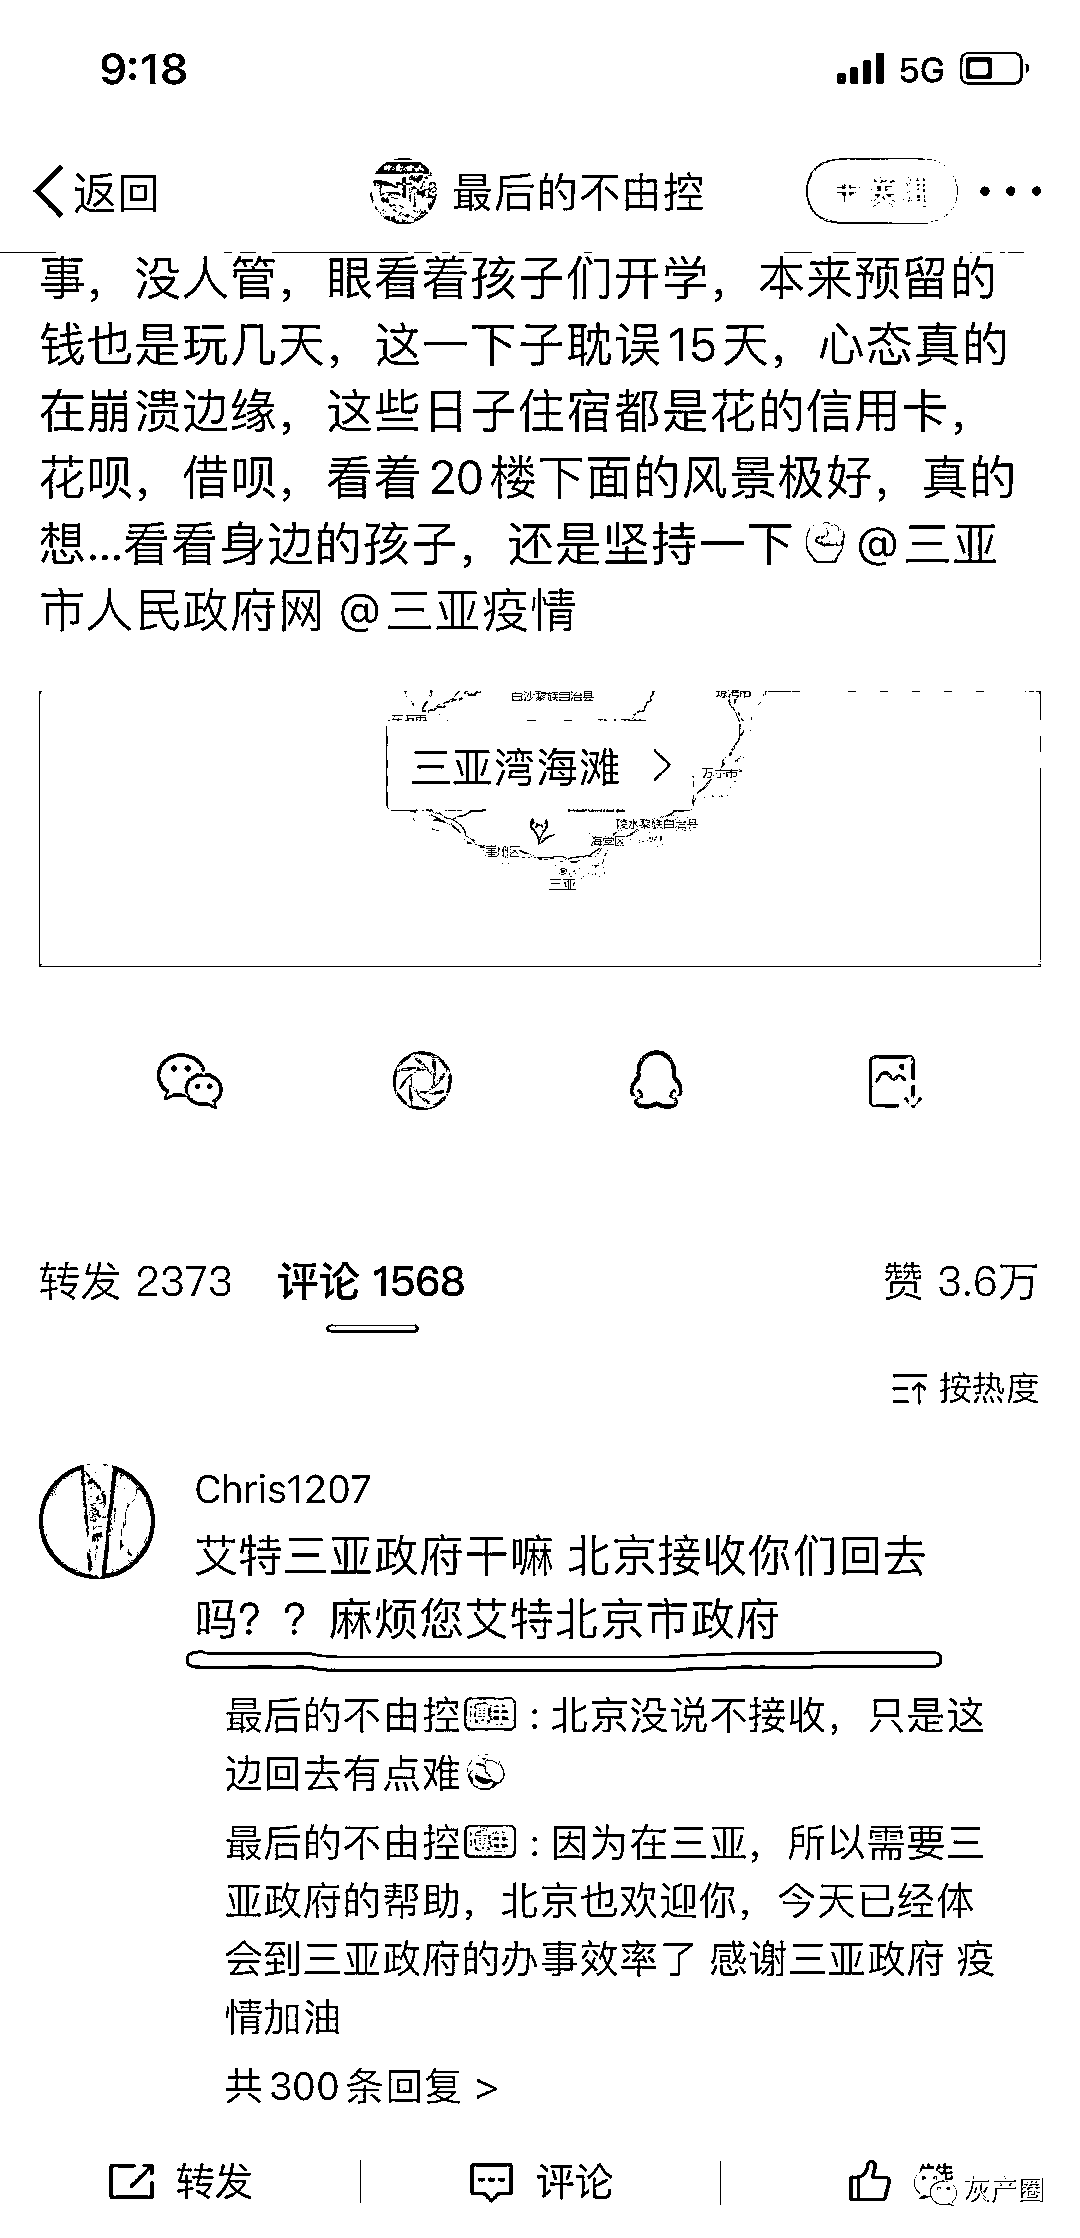 9:18 5G
返回 最后的不由控
事，没人管，眼看着孩子们开学，本来预留的
钱也是玩几天，这一下子耽误15天，心态真的
在崩溃边缘，这些日子住宿都是花的信用卡，
花呗，借呗，看着20楼下面的风景极好，真的
想...看看身边的孩子，还是坚持一下 @三亚
市人民政府网 @三亚疫情
白沙黎族自治县
三亚湾海滩 >
万宁市
陵水黎族自治县
崖州区
海棠区
三亚
转发 2373 评论 1568 赞 3.6万
按热度
Chris1207
艾特三亚政府干嘛 北京接收你们回去
吗？？麻烦您艾特北京市政府
最后的不由控 : 北京没说不接收，只是这
边回去有点难
最后的不由控 : 因为在三亚，所以需要三
亚政府的帮助，北京也欢迎你，今天已经体
会到三亚政府的办事效率了 感谢三亚政府 疫
情加油
共300条回复 >
转发 评论
灰产圈